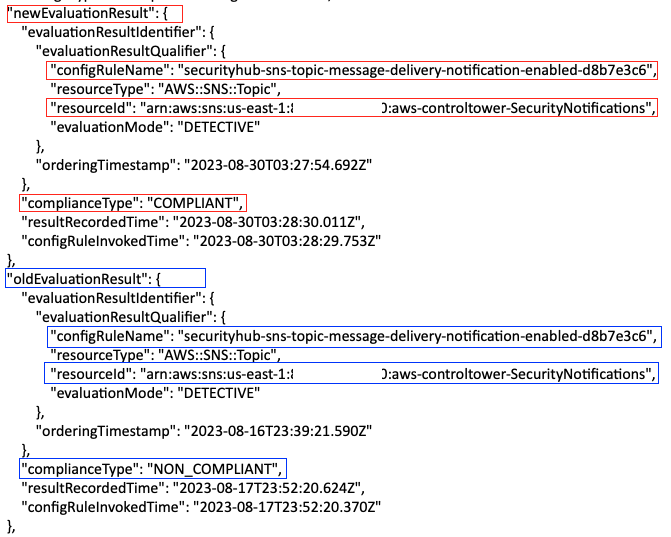 "newEvaluationResult": {
"evaluationResultIdentifier": {
"evaluationResultQualifier": {
"configRuleName": "securityhub-sns-topic-message-delivery-notification-enabled-d8b7e3c6",
"resourceType": "AWS::SNS::Topic",
"resourceId": "arn:aws:sns:us-east-1: :aws-controltower-SecurityNotifications",
"evaluationMode": "DETECTIVE"
},
"orderingTimestamp": "2023-08-30T03:27:54.692Z"
},
"complianceType": "COMPLIANT",
"resultRecordedTime": "2023-08-30T03:28:30.011Z",
"configRuleInvokedTime": "2023-08-30T03:28:29.753Z"
},
"oldEvaluationResult": {
"evaluationResultIdentifier": {
"evaluationResultQualifier": {
"configRuleName": "securityhub-sns-topic-message-delivery-notification-enabled-d8b7e3c6",
"resourceType": "AWS::SNS::Topic",
"resourceId": "arn:aws:sns:us-east-1: :aws-controltower-SecurityNotifications",
"evaluationMode": "DETECTIVE"
},
"orderingTimestamp": "2023-08-16T23:39:21.590Z"
},
"complianceType": "NON_COMPLIANT",
"resultRecordedTime": "2023-08-17T23:52:20.624Z",
"configRuleInvokedTime": "2023-08-17T23:52:20.370Z"
},